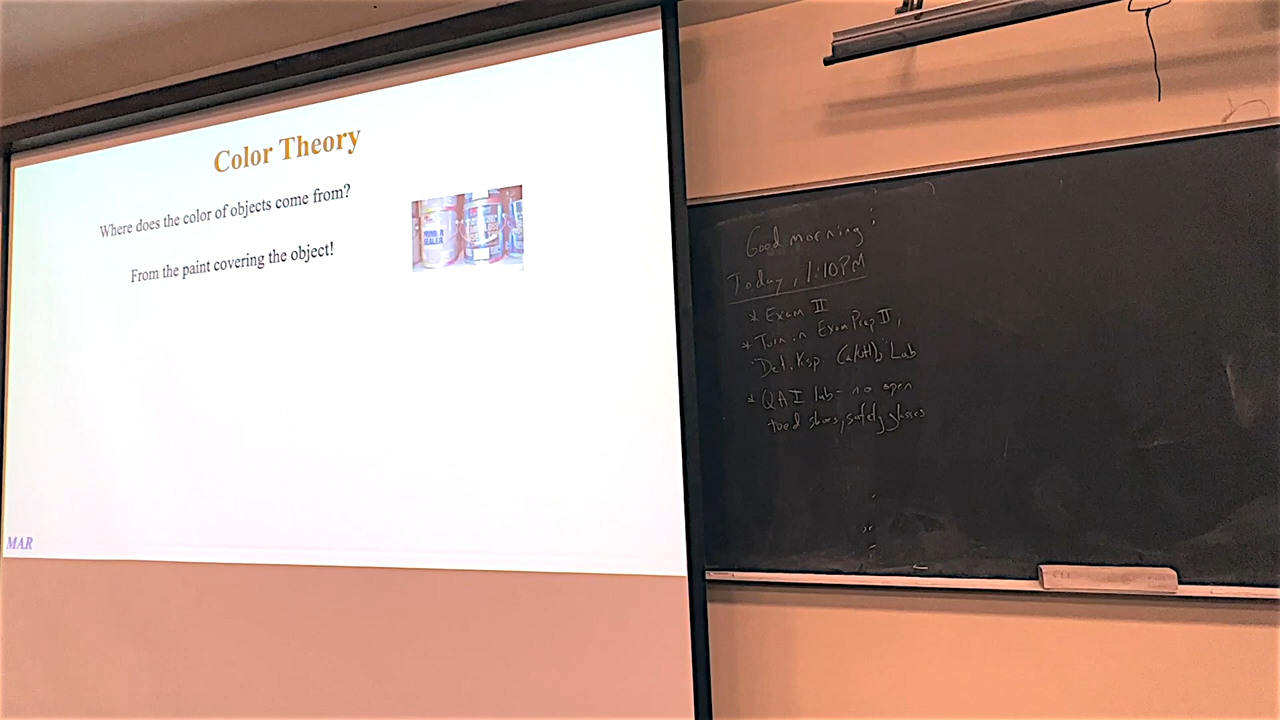 Color Theory
Where does the color of objects come from?
From the paint covering the object!
MAR
Good morning
Today, 1:10PM
* Exam II
* Turn in Exam Prep II,
"Det. Ksp (Ca(OH)2" Lab
* QA I lab - no open
toed shoes, safety glasses